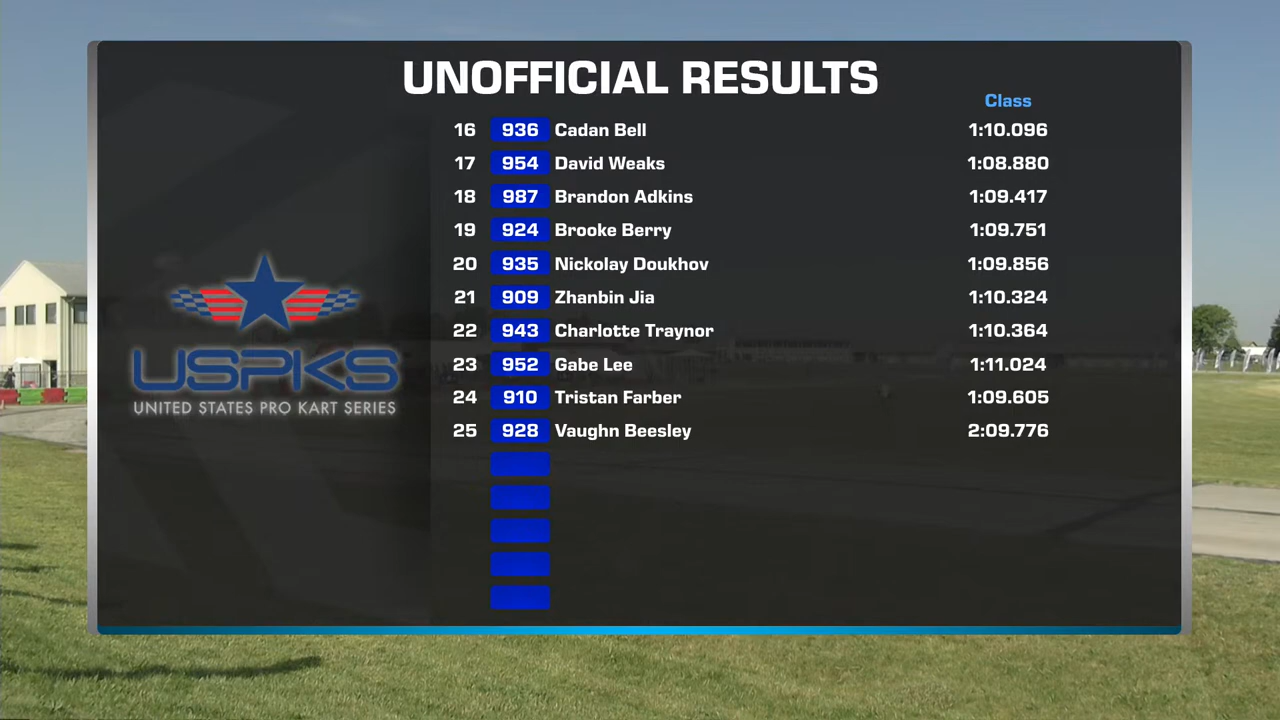 UNOFFICIAL RESULTS
Class
16 936 Cadan Bell 1:10.096
17 954 David Weaks 1:08.880
18 987 Brandon Adkins 1:09.417
19 924 Brooke Berry 1:09.751
20 935 Nickolay Doukhov 1:09.856
21 909 Zhanbin Jia 1:10.324
22 943 Charlotte Traynor 1:10.364
23 952 Gabe Lee 1:11.024
24 910 Tristan Farber 1:09.605
25 928 Vaughn Beesley 2:09.776
USPKS
UNITED STATES PRO KART SERIES